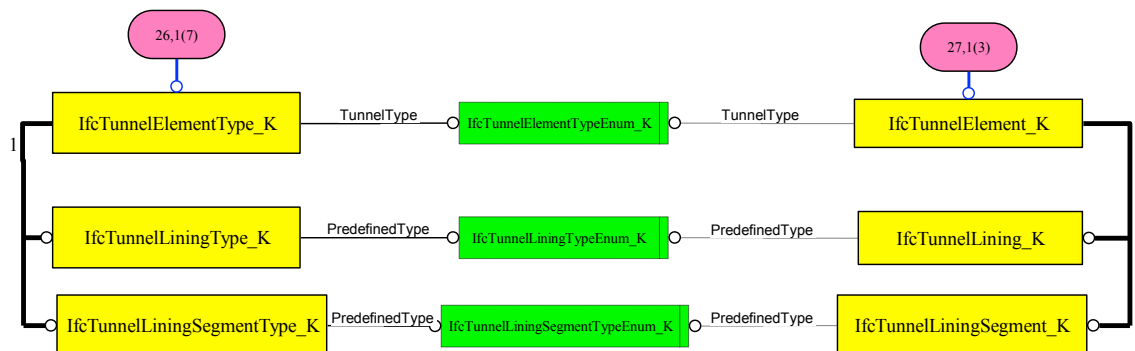 26,1(7)
27,1(3)
IfcTunnelElementType_K
TunnelType
IfcTunnelElementTypeEnum_K
TunnelType
IfcTunnelElement_K
1
IfcTunnelLiningType_K
PredefinedType
IfcTunnelLiningTypeEnum_K
PredefinedType
IfcTunnelLining_K
IfcTunnelLiningSegmentType_K
PredefinedType
IfcTunnelLiningSegmentTypeEnum_K
PredefinedType
IfcTunnelLiningSegment_K